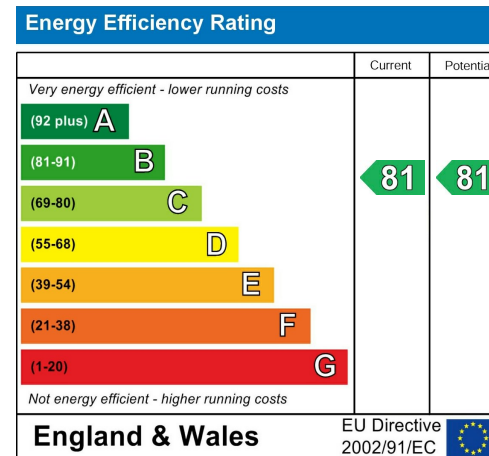 Energy Efficiency Rating
Current Potentia
Very energy efficient - lower running costs
(92 plus) A
(81-91) B
81 81
(69-80) C
(55-68) D
(39-54) E
(21-38) F
(1-20) G
Not energy efficient - higher running costs
England & Wales
EU Directive
2002/91/EC